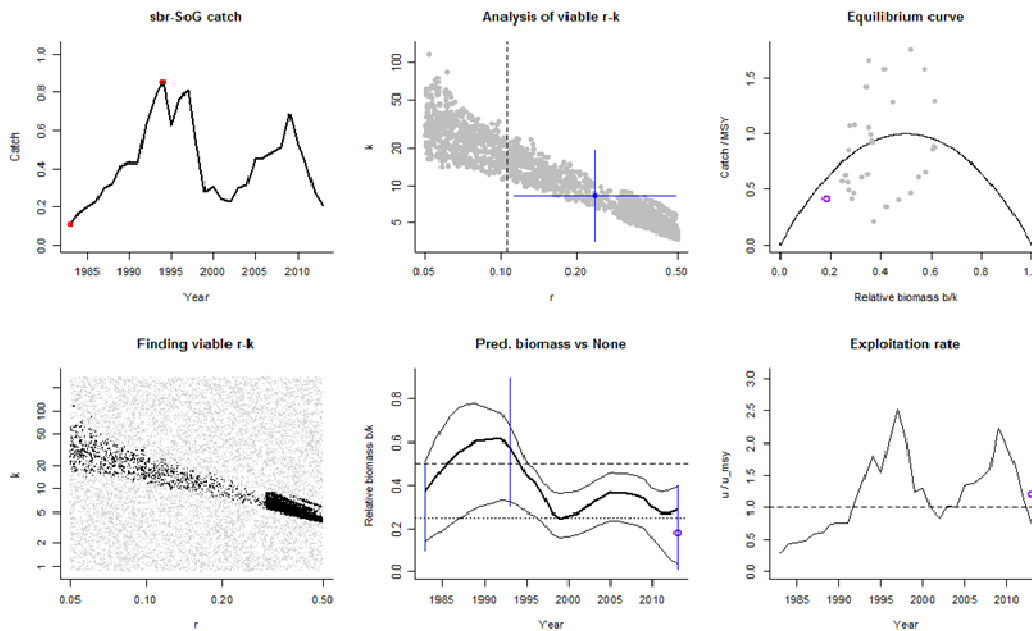 sbr-SoG catch
Analysis of viable r-k
Equilibrium curve
Catch
0.0 0.2 0.4 0.6 0.8 1.0
1985 1990 1995 2000 2005 2010
Year
k
5 10 20 50 100
0.05 0.10 0.20 0.50
r
Catch / MSY
0.0 0.5 1.0 1.5
0.0 0.2 0.4 0.6 0.8 1.
Relative biomass b/k
Finding viable r-k
Pred. biomass vs None
Exploitation rate
k
1 2 5 10 20 50 100
0.05 0.10 0.20 0.50
r
Relative biomass b/k
0.0 0.2 0.4 0.6 0.8
1985 1990 1995 2000 2005 2010
Year
u / u_msy
0.0 0.5 1.0 1.5 2.0 2.5 3.0
1985 1990 1995 2000 2005 2010
Year